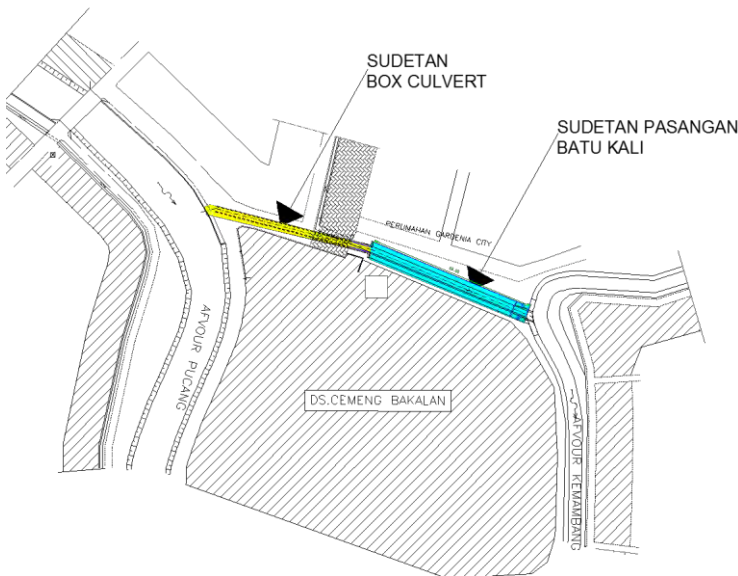 SUDETAN
BOX CULVERT
SUDETAN PASANGAN
BATU KALI
PERUMAHAN GARDENIA CITY
AFVOUR PUCANG
DS.CEMENG BAKALAN
AFVOUR KEMAMBANG